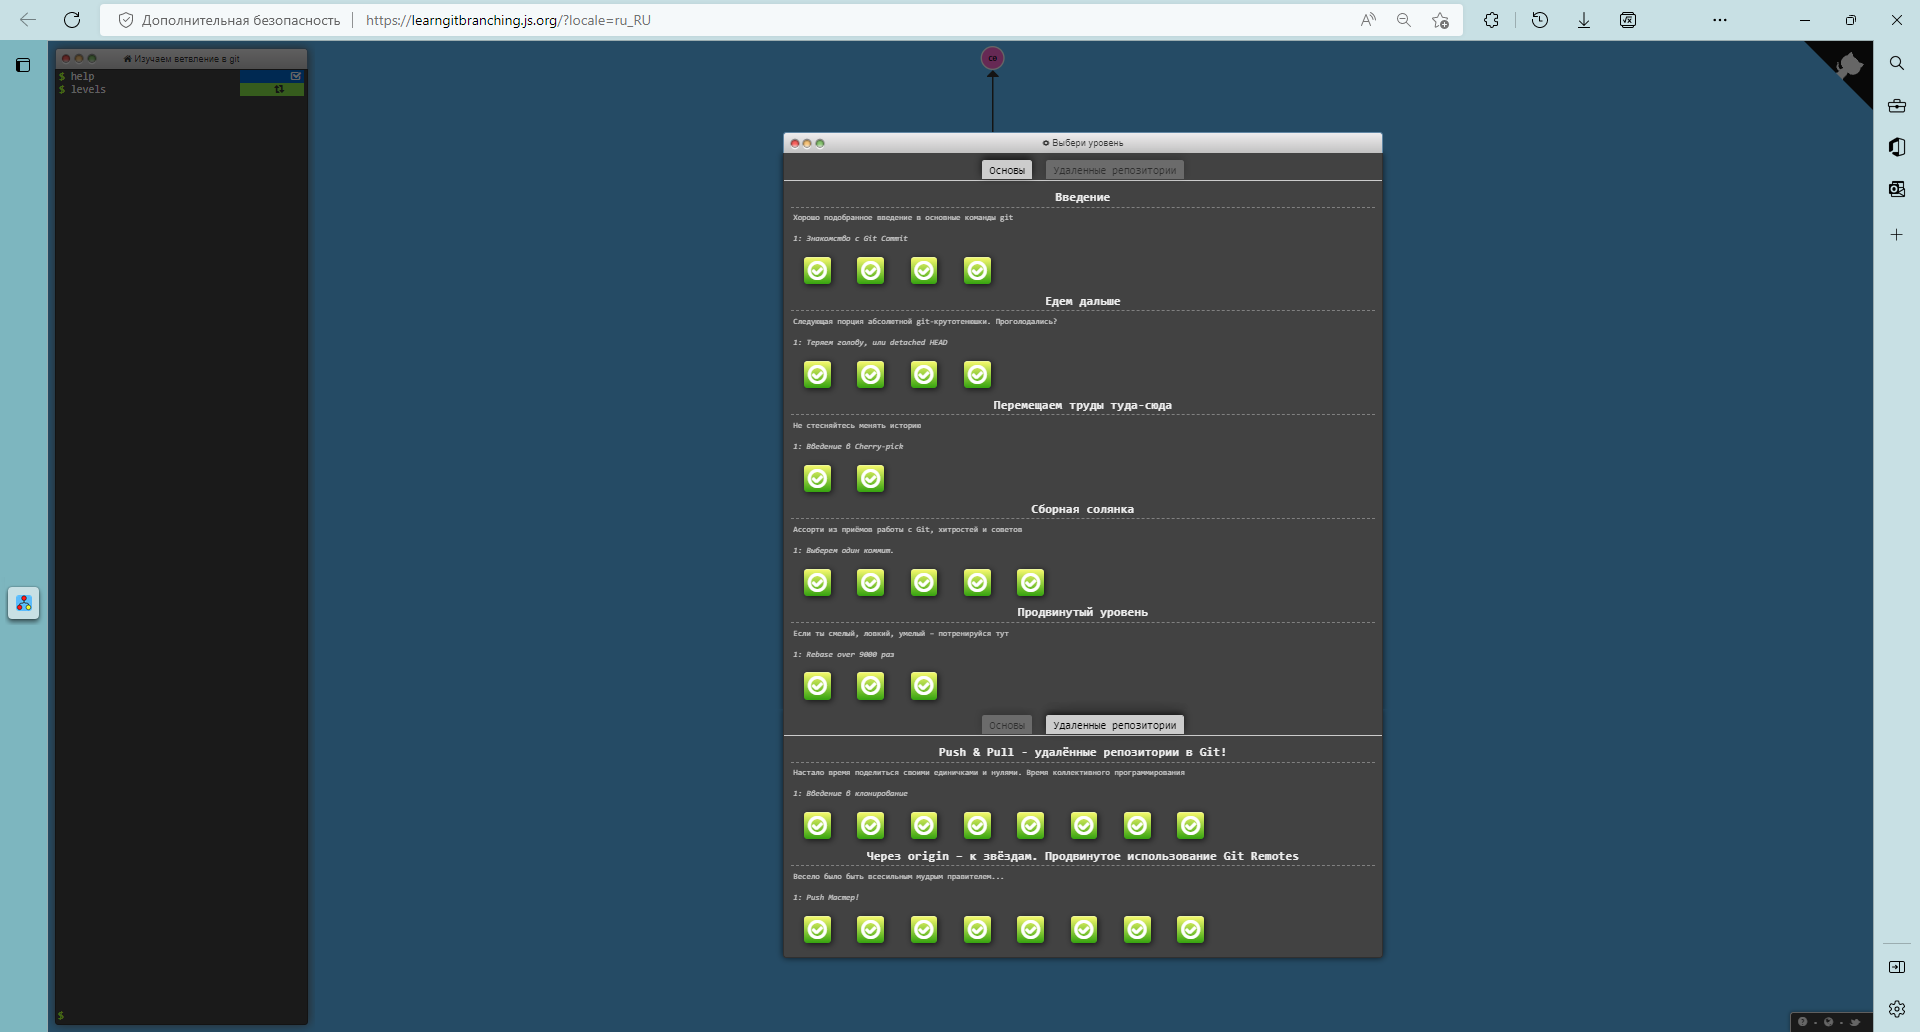 Дополнительная безопасность
https://learngitbranching.js.org/?locale=ru_RU
Изучаем ветвление в git
$ help
$ levels
$
c0
Выбери уровень
Основы
Удаленные репозитории
Введение
Хорошо подобранное введение в основные команды git
1: Знакомство с Git Commit
Едем дальше
Следующая порция абсолютной git-крутотенюшки. Проголодались?
1: Теряем голову, или detached HEAD
Перемещаем труды туда-сюда
Не стесняйтесь менять историю
1: Введение в Cherry-pick
Сборная солянка
Ассорти из приёмов работы с Git, хитростей и советов
1: Выберем один коммит.
Продвинутый уровень
Если ты смелый, ловкий, умелый – потренируйся тут
1: Rebase over 9000 раз
Основы
Удаленные репозитории
Push & Pull - удалённые репозитории в Git!
Настало время поделиться своими единичками и нулями. Время коллективного программирования
1: Введение в клонирование
Через origin – к звёздам. Продвинутое использование Git Remotes
Весело было быть всесильным мудрым правителем...
1: Push Мастер!